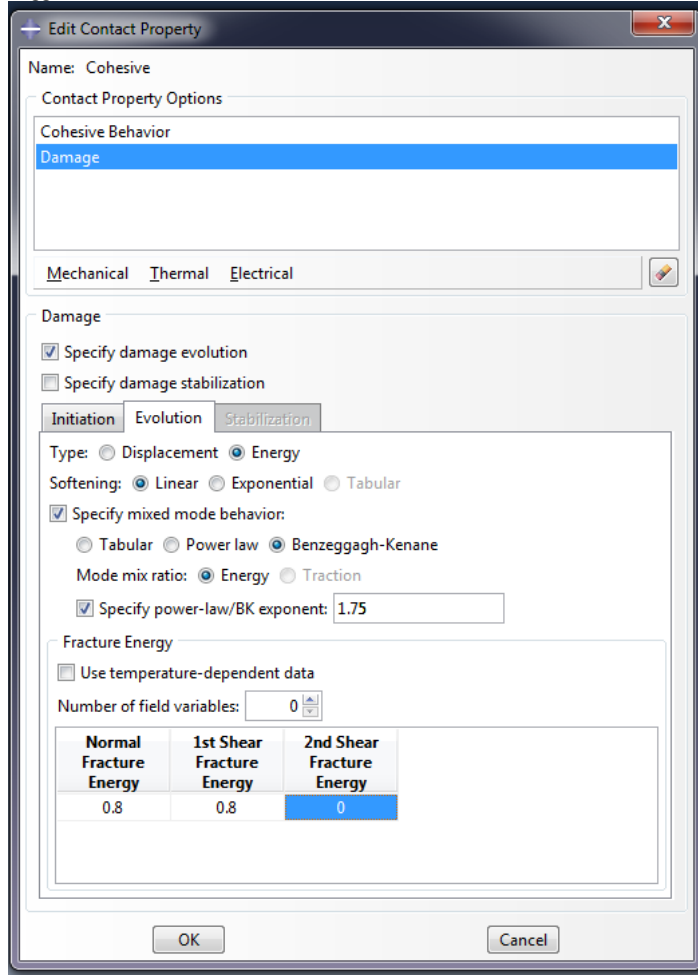 Edit Contact Property
x
Name: Cohesive
Contact Property Options
Cohesive Behavior
Damage
Mechanical Thermal Electrical
Damage
Specify damage evolution
Specify damage stabilization
Initiation Evolution Stabilization
Type: Displacement Energy
Softening: Linear Exponential Tabular
Specify mixed mode behavior:
Tabular Power law Benzeggagh-Kenane
Mode mix ratio: Energy Traction
Specify power-law/BK exponent: 1.75
Fracture Energy
Use temperature-dependent data
Number of field variables: 0
Normal 1st Shear 2nd Shear
Fracture Fracture Fracture
Energy Energy Energy
0.8 0.8 0
OK Cancel